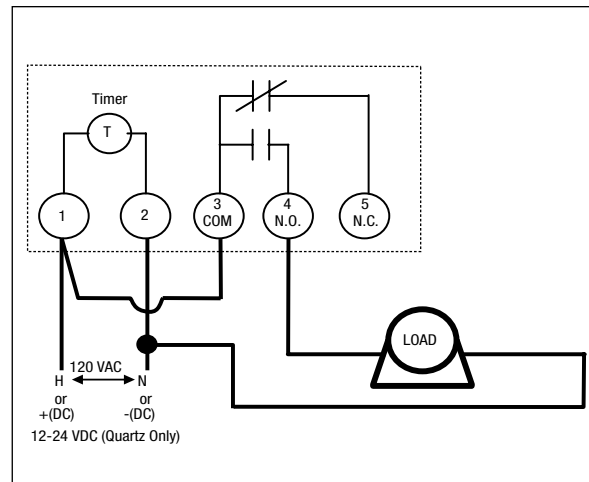 Timer
T
1
2
3
COM
4
N.O.
5
N.C.
LOAD
120 VAC
H
N
or
or
+(DC)
-(DC)
12-24 VDC (Quartz Only)